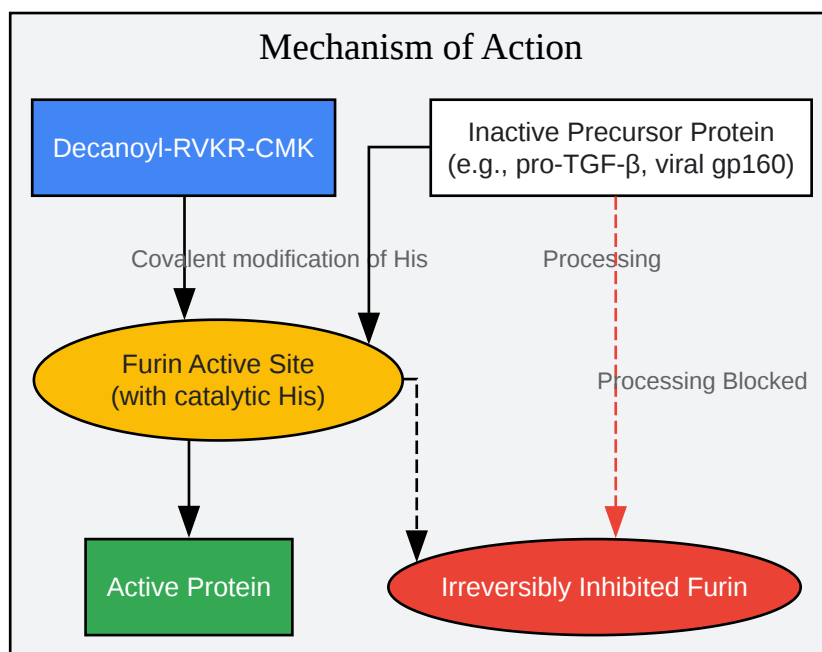 Mechanism of Action
Decanoyl-RVKR-CMK
Inactive Precursor Protein
(e.g., pro-TGF-β, viral gp160)
Covalent modification of His
Processing
Furin Active Site
(with catalytic His)
Processing Blocked
Active Protein
Irreversibly Inhibited Furin